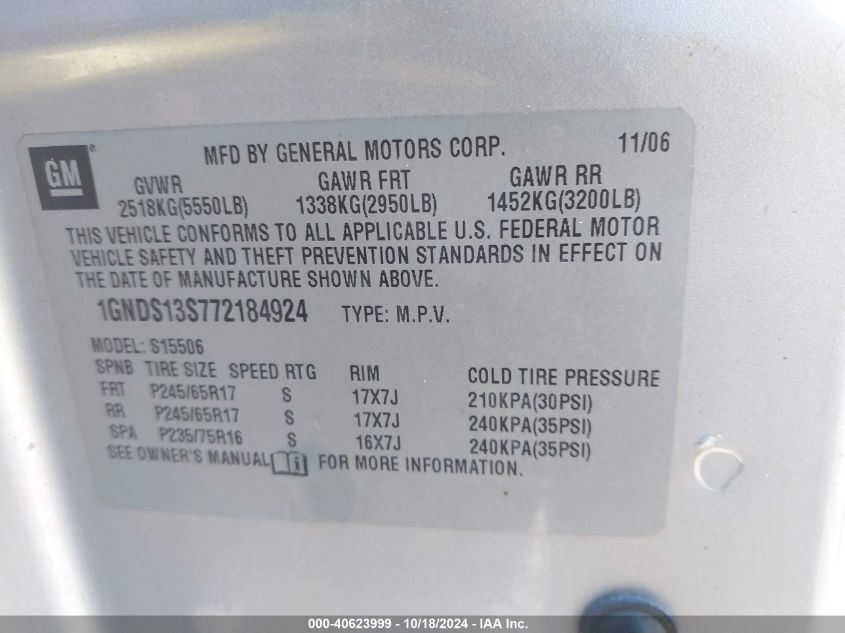 GM ®
MFD BY GENERAL MOTORS CORP. 11/06
GVWR GAWR FRT GAWR RR
2518KG(5550LB) 1338KG(2950LB) 1452KG(3200LB)
THIS VEHICLE CONFORMS TO ALL APPLICABLE U.S. FEDERAL MOTOR
VEHICLE SAFETY AND THEFT PREVENTION STANDARDS IN EFFECT ON
THE DATE OF MANUFACTURE SHOWN ABOVE.
1GNDS13S772184924 TYPE: M.P.V.
MODEL: S15506
SPNB TIRE SIZE SPEED RTG RIM COLD TIRE PRESSURE
FRT P245/65R17 S 17X7J 210KPA(30PSI)
RR P245/65R17 S 17X7J 240KPA(35PSI)
SPA P235/75R16 S 16X7J 240KPA(35PSI)
SEE OWNER'S MANUAL i FOR MORE INFORMATION.
000-40623999 - 10/18/2024 - IAA Inc.